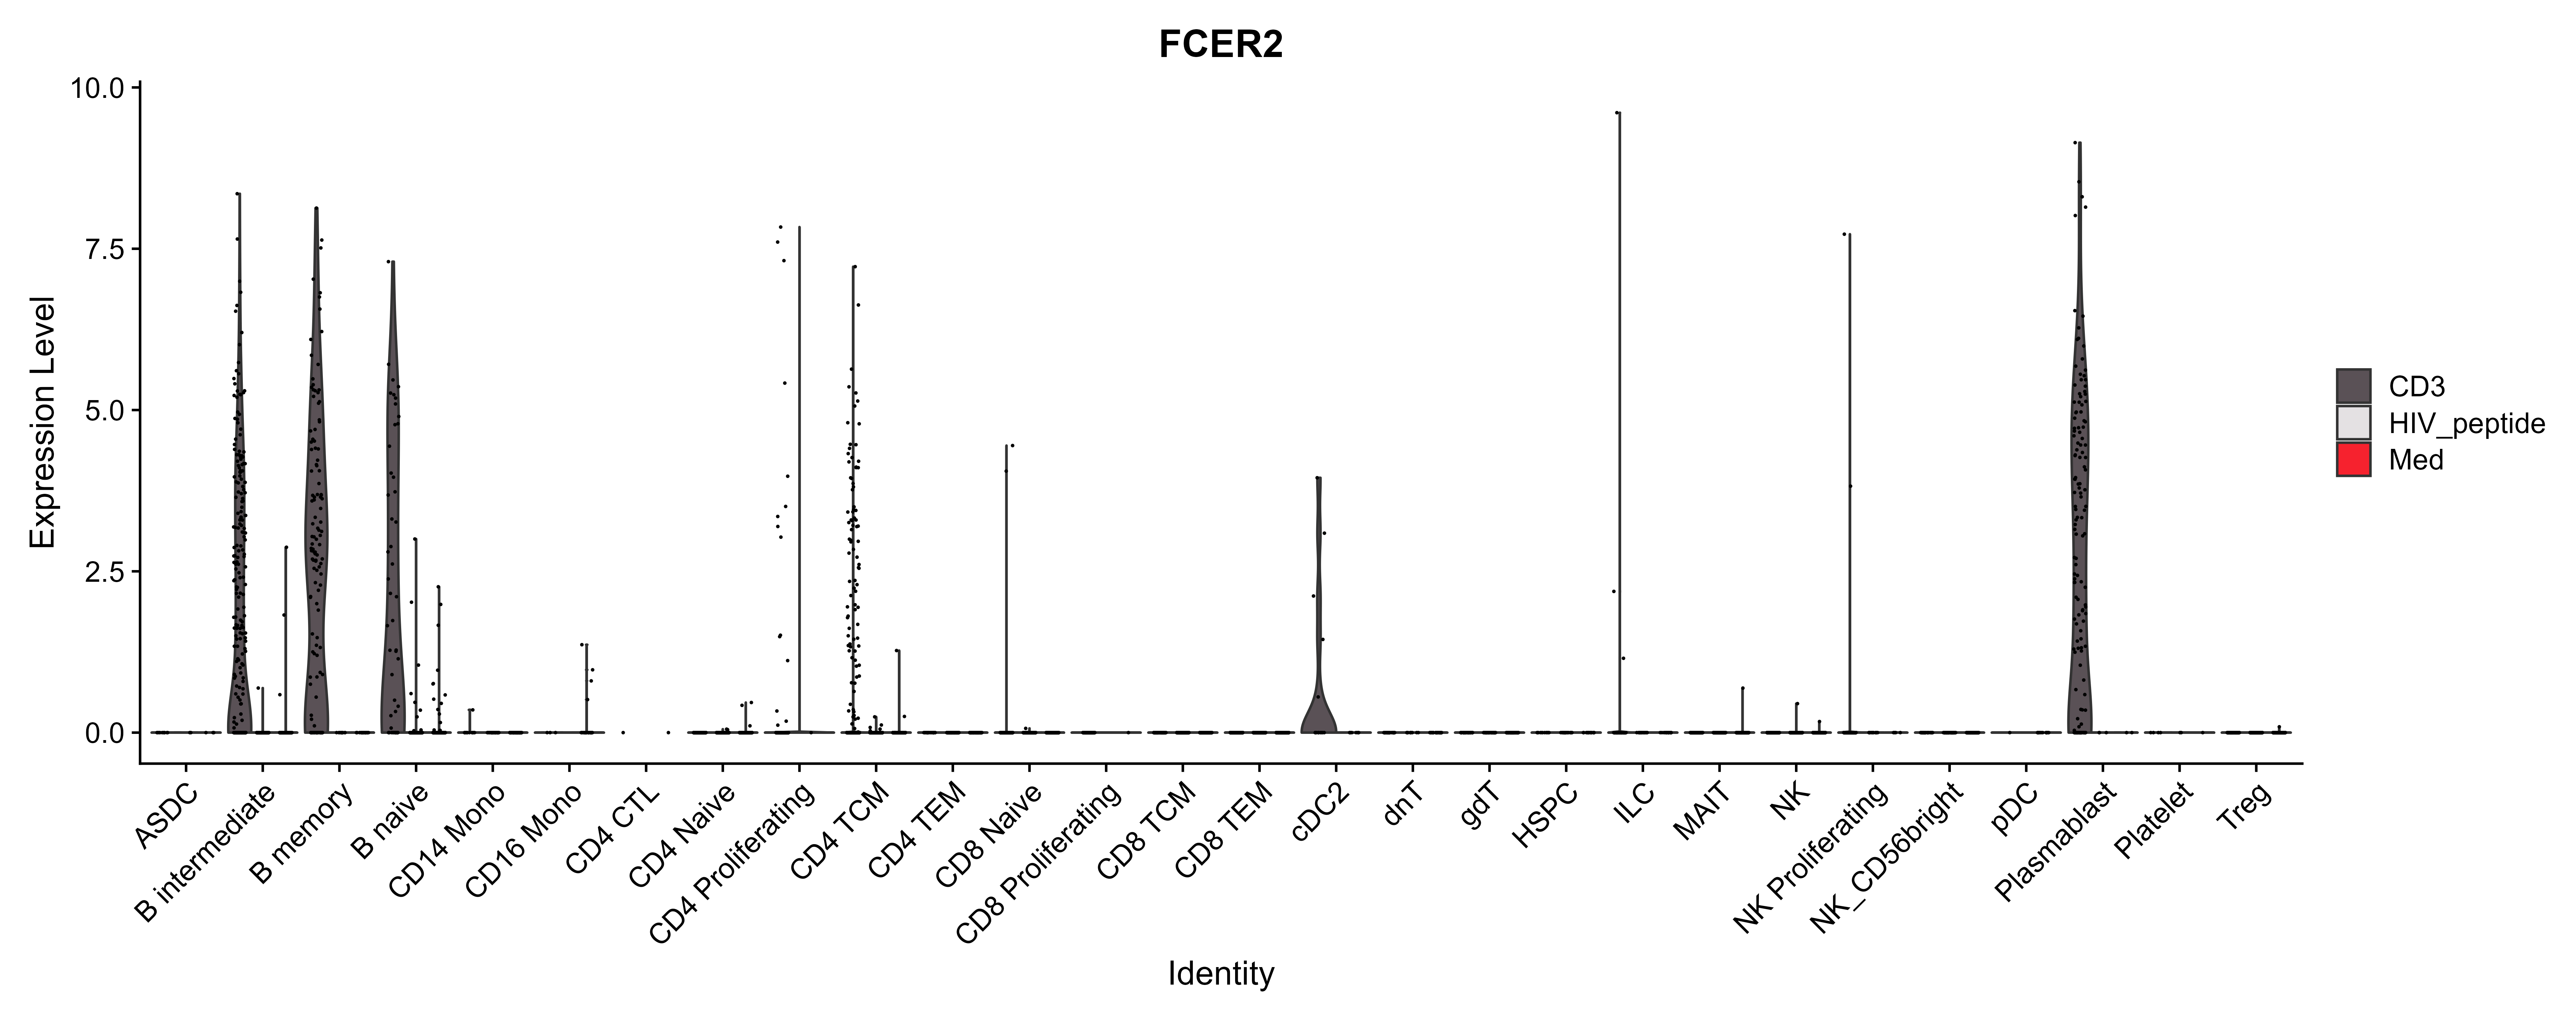 FCER2
10.0
7.5
5.0
2.5
0.0
Expression Level
ASDC
B intermediate
B memory
B naive
CD14 Mono
CD16 Mono
CD4 CTL
CD4 Naive
CD4 Proliferating
CD4 TCM
CD4 TEM
CD8 Naive
CD8 Proliferating
CD8 TCM
CD8 TEM
cDC2
dnT
gdT
HSPC
ILC
MAIT
NK
NK Proliferating
NK_CD56bright
pDC
Plasmablast
Platelet
Treg
Identity
CD3
HIV_peptide
Med